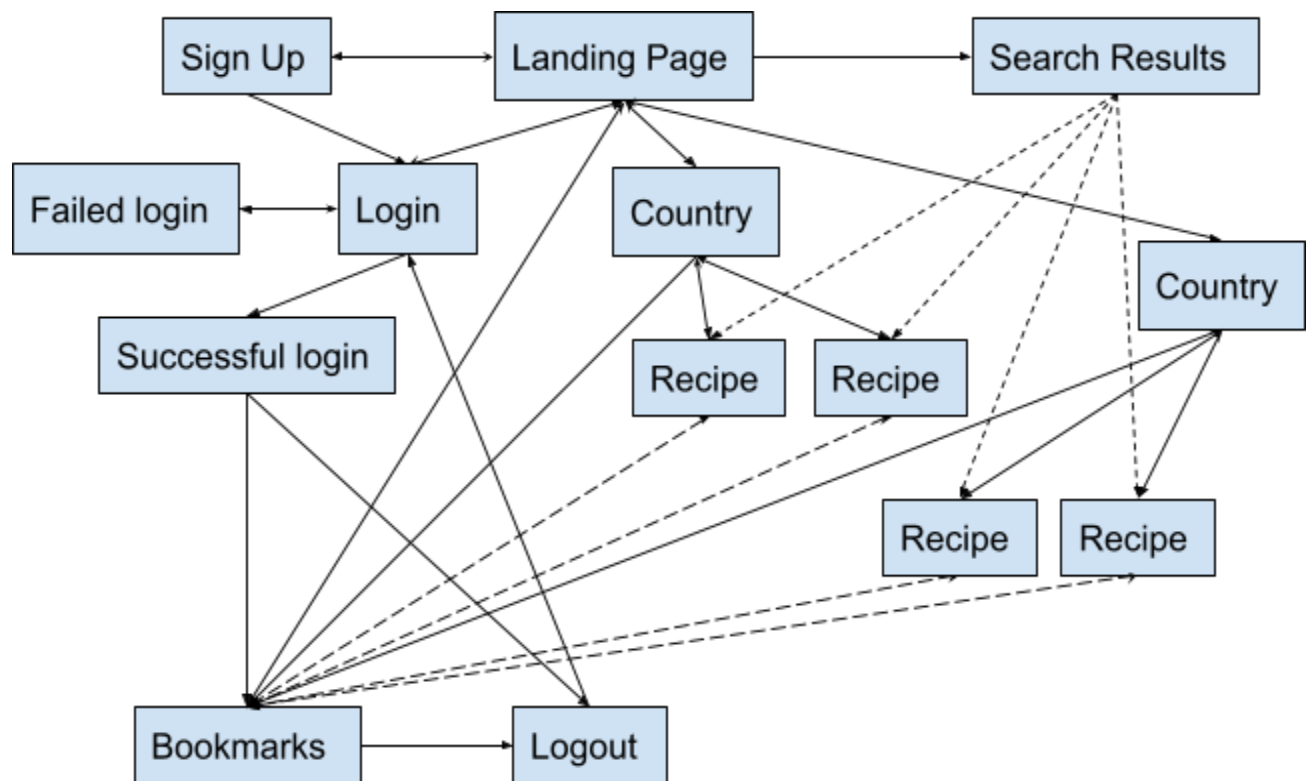 Sign Up
Landing Page
Search Results
Failed login
Login
Country
Country
Successful login
Recipe
Recipe
Recipe
Recipe
Bookmarks
Logout